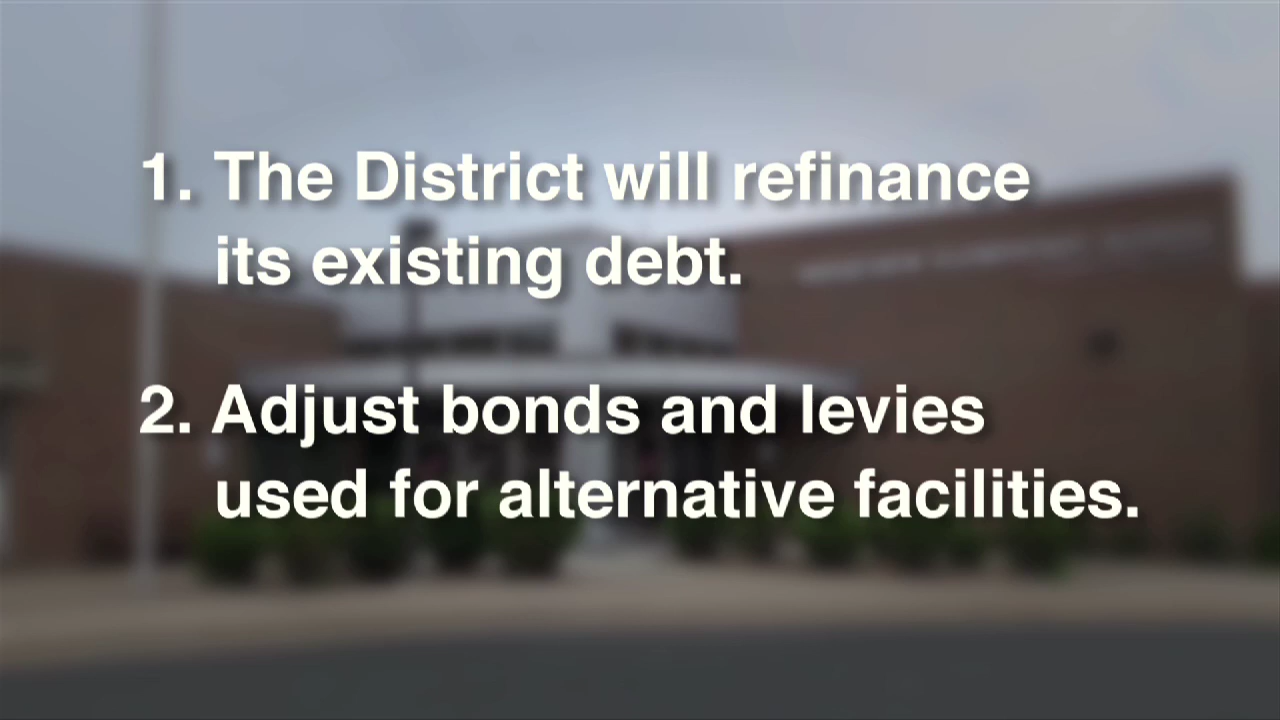 1. The District will refinance
its existing debt.
2. Adjust bonds and levies
used for alternative facilities.